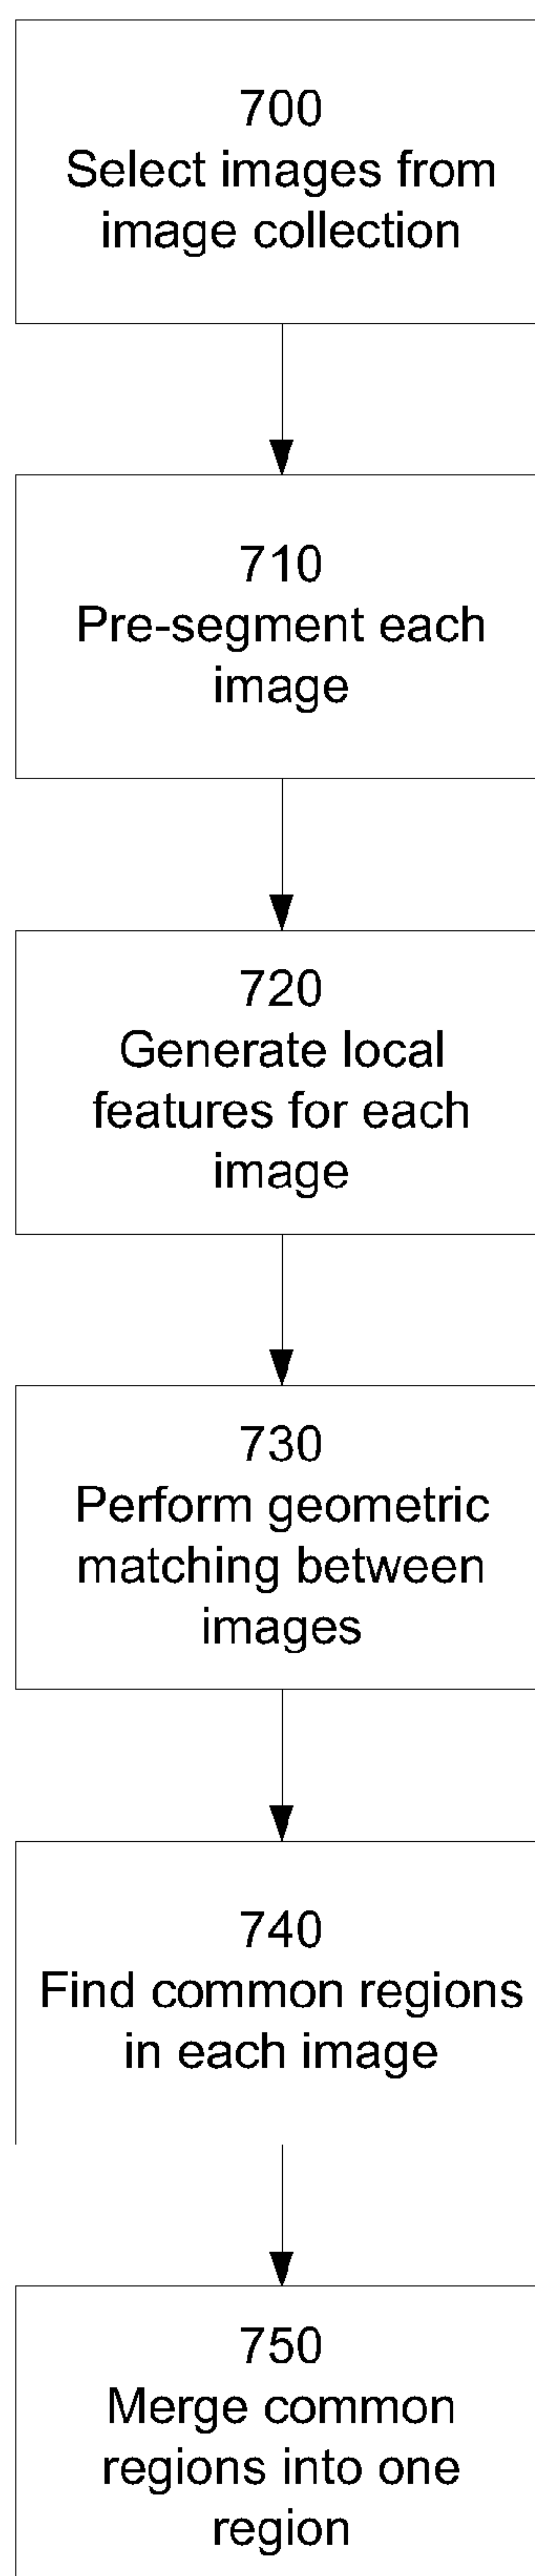 700
Select images from
image collection
710
Pre-segment each
image
720
Generate local
features for each
image
730
Perform geometric
matching between
images
740
Find common regions
in each image
750
Merge common
regions into one
region